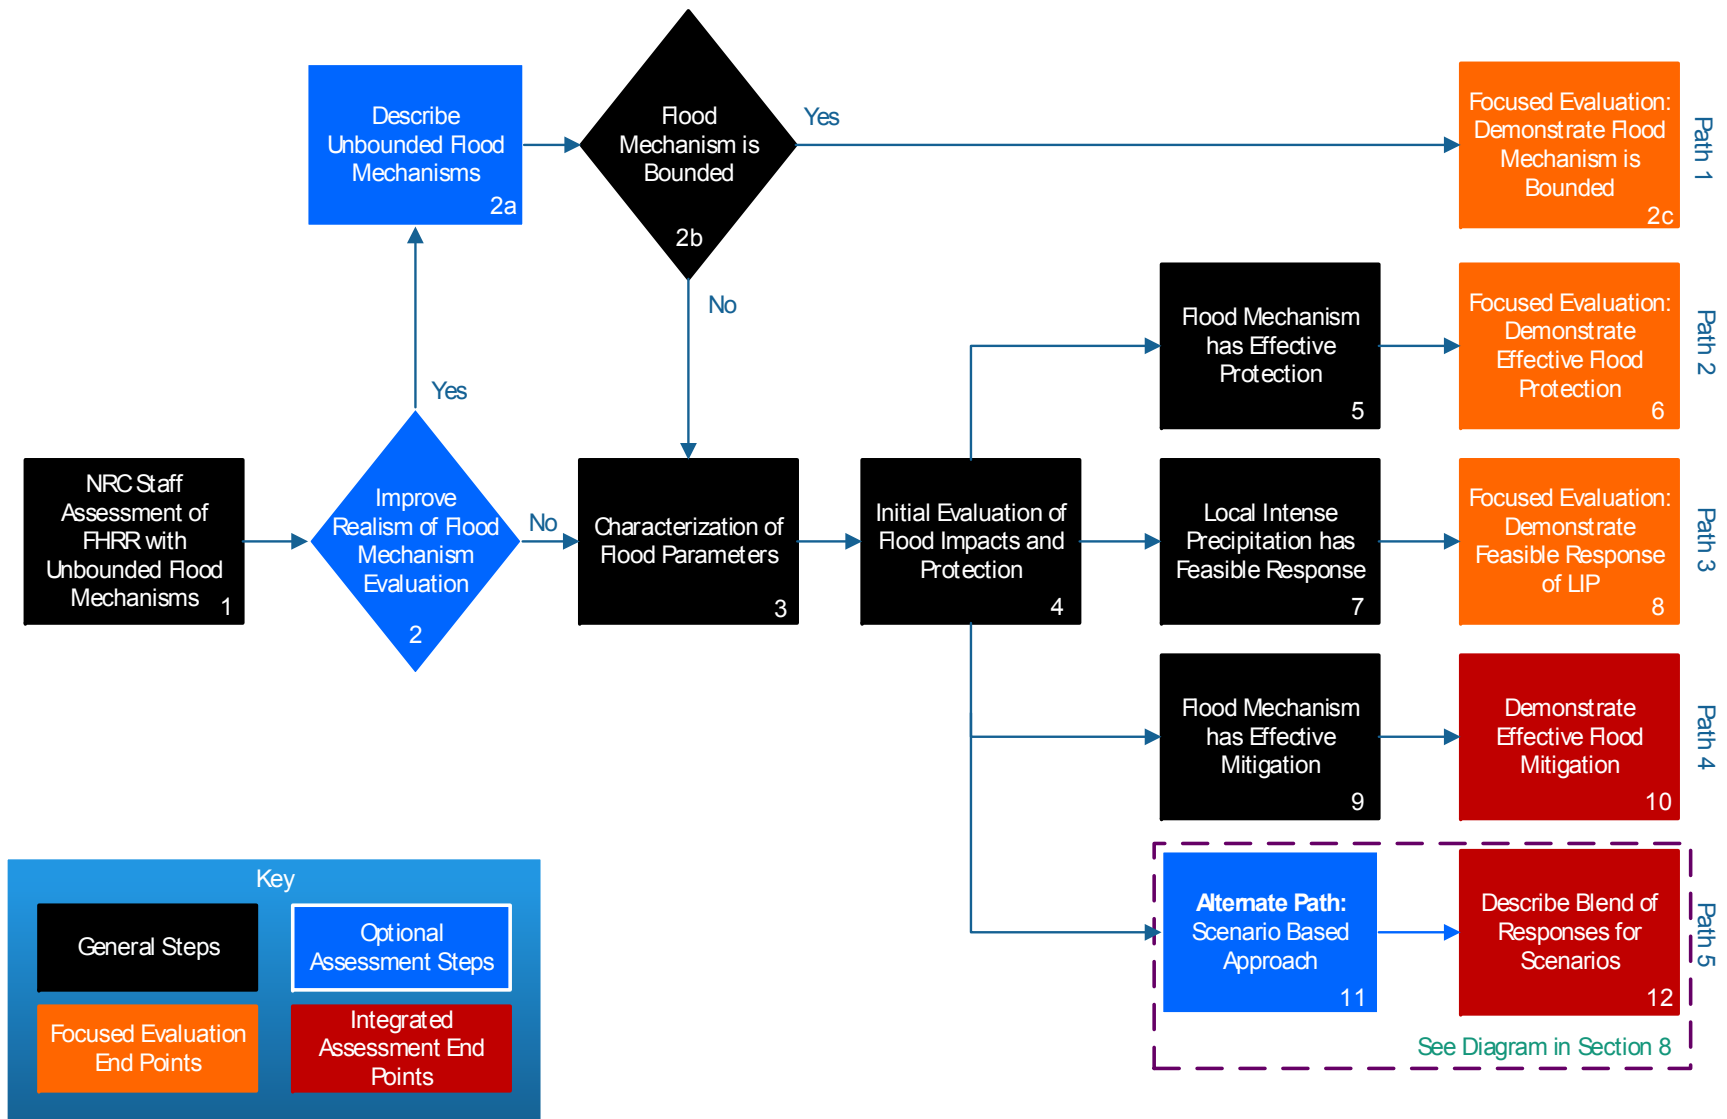 Describe
Unbounded Flood
Mechanisms
2a
Flood
Mechanism is
Bounded
2b
Yes
No
Focused Evaluation:
Demonstrate Flood
Mechanism is
Bounded
2c
Path 1
Flood Mechanism
has Effective
Protection
5
Focused Evaluation:
Demonstrate
Effective Flood
Protection
6
Path 2
Yes
NRC Staff
Assessment of
FHRR with
Unbounded Flood
Mechanisms
1
Improve
Realism of Flood
Mechanism
Evaluation
2
No
Characterization of
Flood Parameters
3
Initial Evaluation of
Flood Impacts and
Protection
4
Local Intense
Precipitation has
Feasible Response
7
Focused Evaluation:
Demonstrate
Feasible Response
of LIP
8
Path 3
Flood Mechanism
has Effective
Mitigation
9
Demonstrate
Effective Flood
Mitigation
10
Path 4
Alternate Path:
Scenario Based
Approach
11
Describe Blend of
Responses for
Scenarios
12
Path 5
See Diagram in Section 8
Key
General Steps
Optional
Assessment Steps
Focused Evaluation
End Points
Integrated
Assessment End
Points